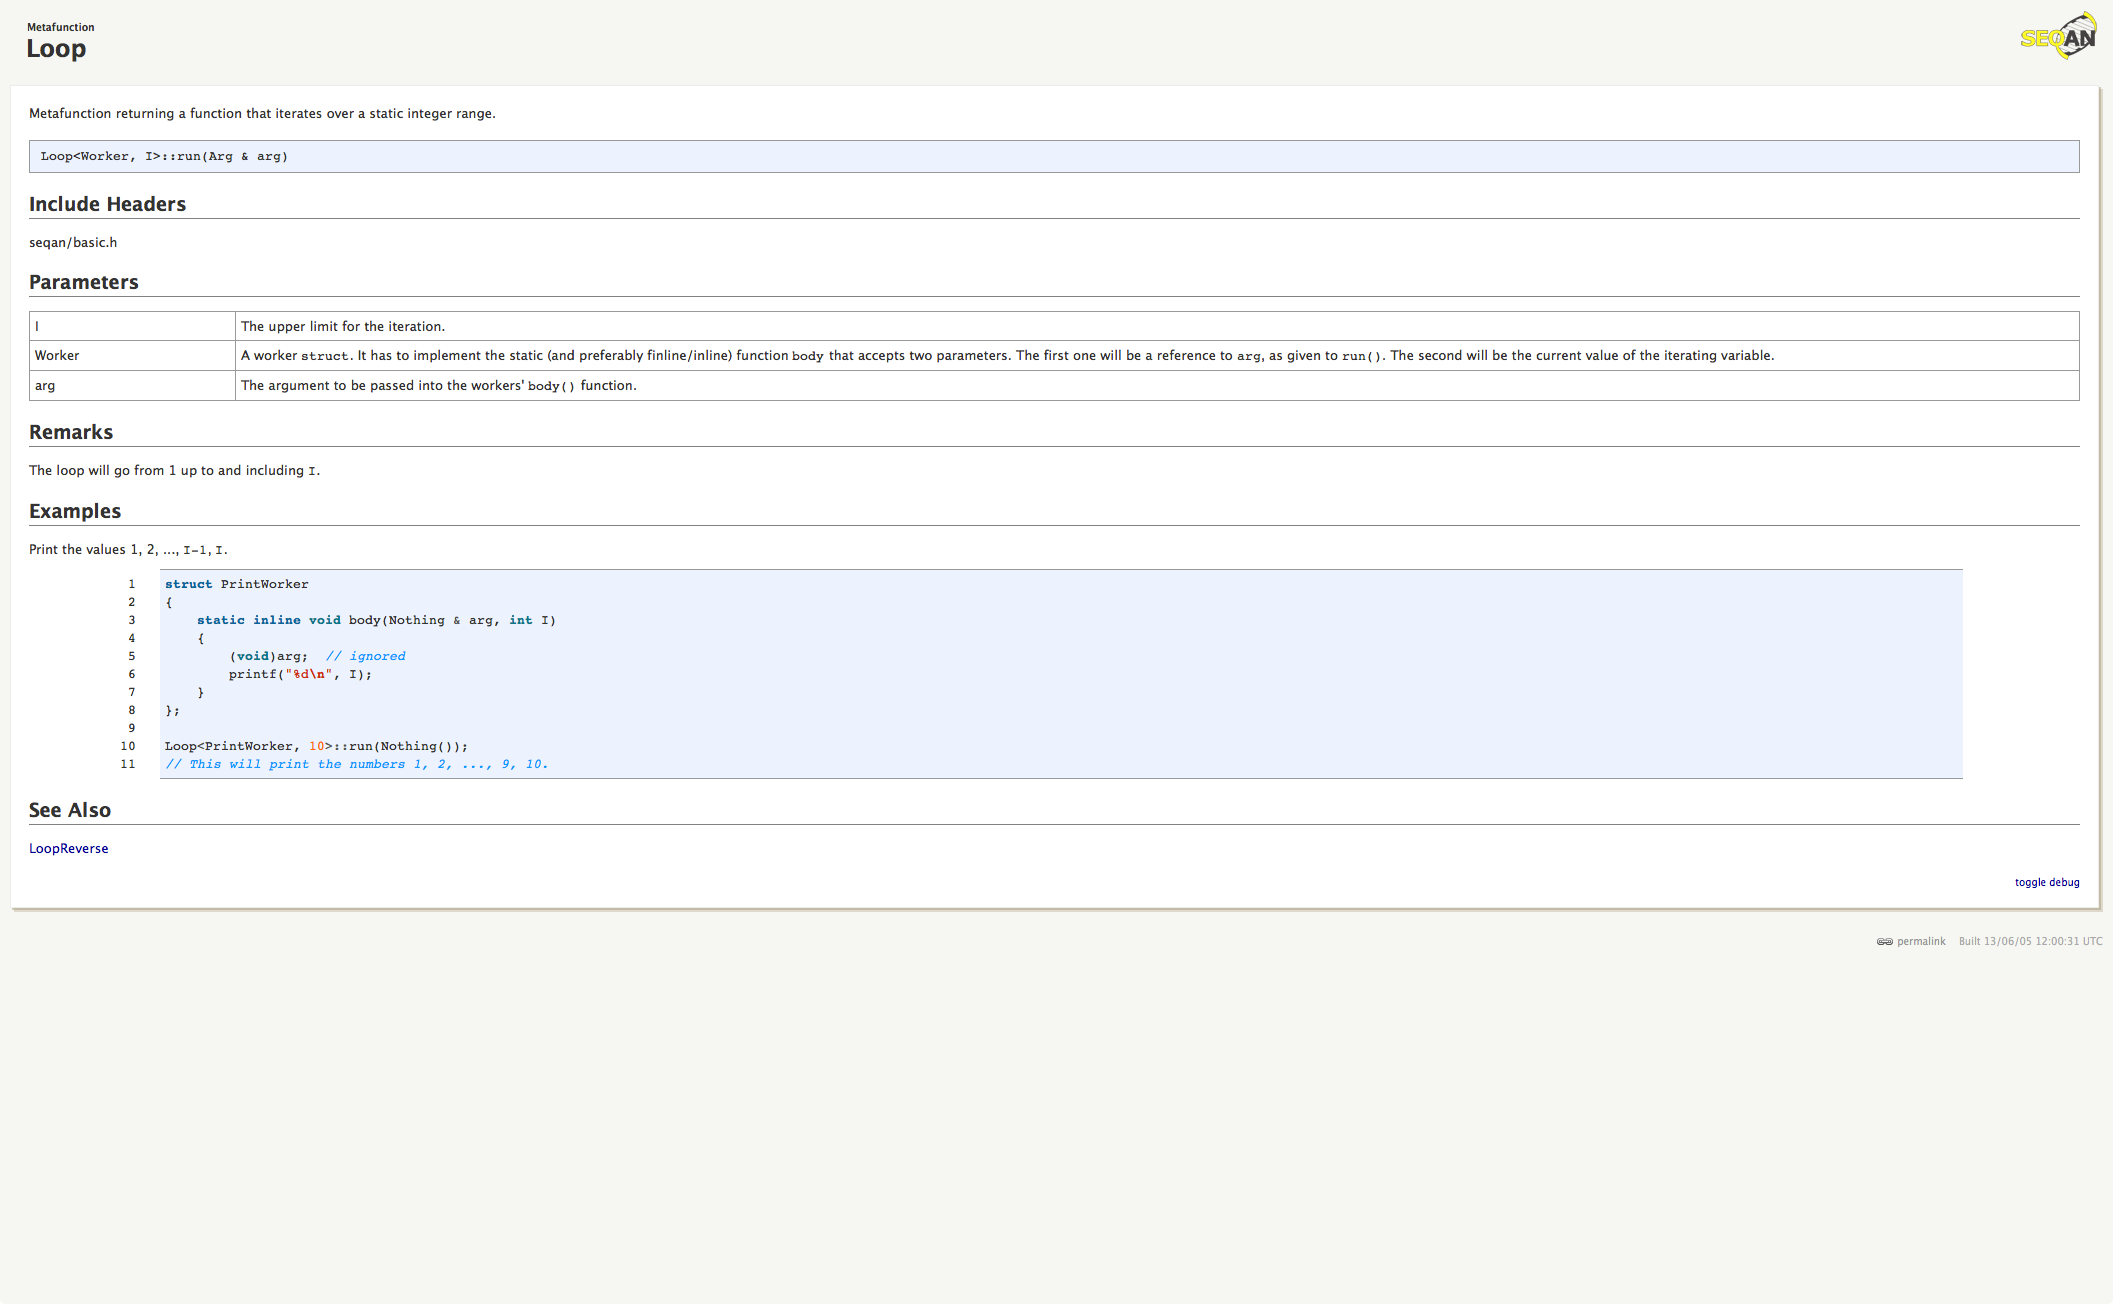 Metafunction
Loop
SEQAN
Metafunction returning a function that iterates over a static integer range.
Loop<Worker, I>::run(Arg & arg)
Include Headers
seqan/basic.h
Parameters
I The upper limit for the iteration.
Worker A worker struct. It has to implement the static (and preferably finline/inline) function body that accepts two parameters. The first one will be a reference to arg, as given to run(). The second will be the current value of the iterating variable.
arg The argument to be passed into the workers' body() function.
Remarks
The loop will go from 1 up to and including I.
Examples
Print the values 1, 2, ..., I-1, I.
1 struct PrintWorker
2 {
3     static inline void body(Nothing & arg, int I)
4     {
5         (void)arg;  // ignored
6         printf("%d\n", I);
7     }
8 };
9
10 Loop<PrintWorker, 10>::run(Nothing());
11 // This will print the numbers 1, 2, ..., 9, 10.
See Also
LoopReverse
toggle debug
permalink Built 13/06/05 12:00:31 UTC